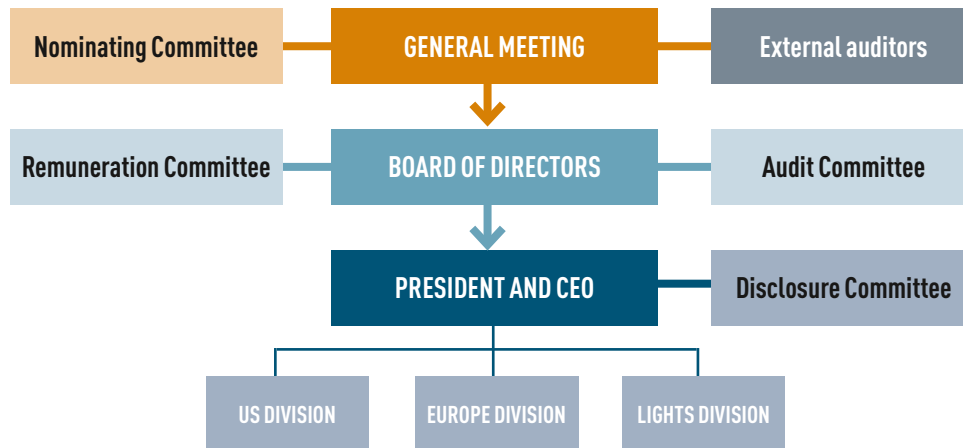 Nominating Committee
GENERAL MEETING
External auditors
Remuneration Committee
BOARD OF DIRECTORS
Audit Committee
PRESIDENT AND CEO
Disclosure Committee
US DIVISION
EUROPE DIVISION
LIGHTS DIVISION